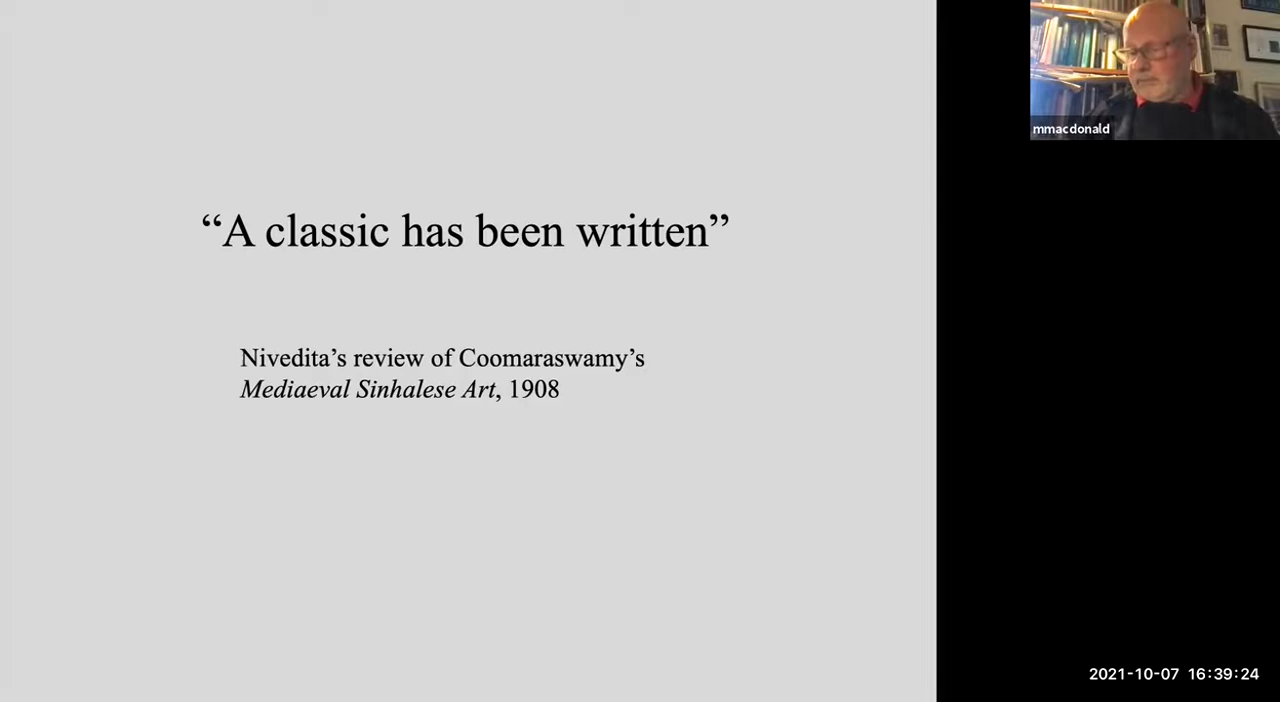 “A classic has been written”
Nivedita’s review of Coomaraswamy’s
Mediaeval Sinhalese Art, 1908
mmacdonald
2021-10-07 16:39:24